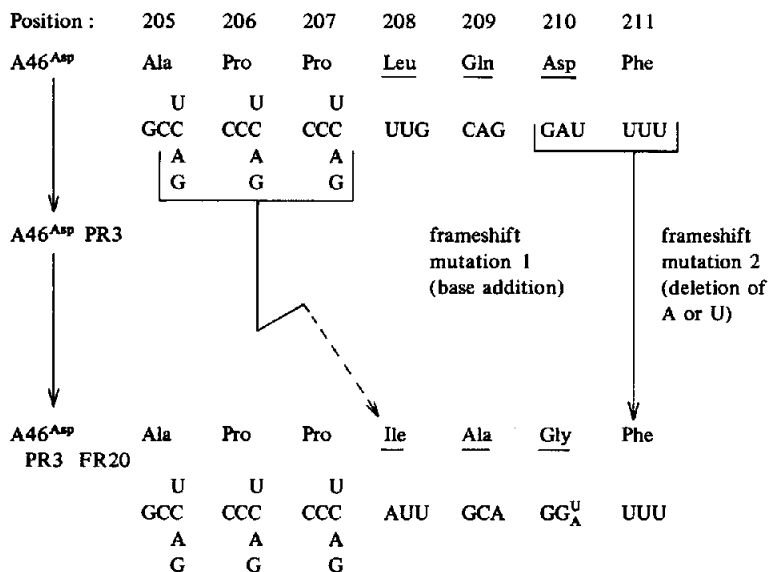 Position : 205 206 207 208 209 210 211
A46Asp Ala Pro Pro Leu Gln Asp Phe
U U U
GCC CCC CCC UUG CAG GAU UUU
A A A
G G G
A46Asp PR3
frameshift
mutation 1
(base addition)
frameshift
mutation 2
(deletion of
A or U)
A46Asp Ala Pro Pro Ile Ala Gly Phe
PR3 FR20
U U U
GCC CCC CCC AUU GCA GGUA UUU
A A A
G G G